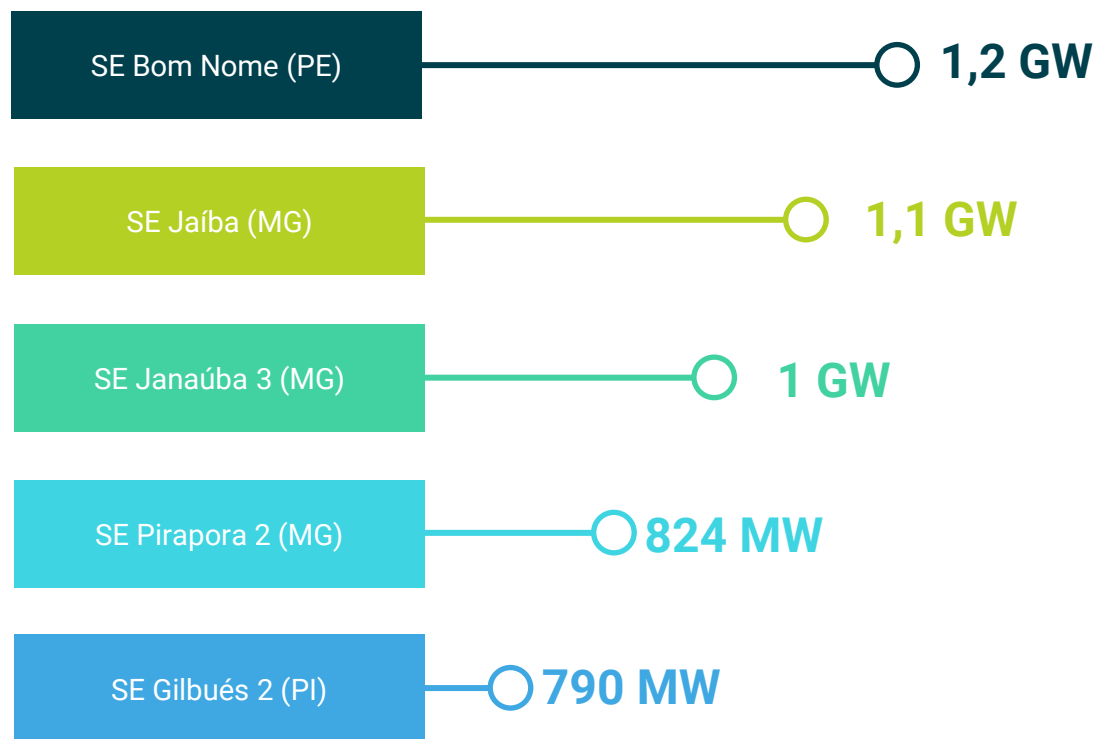 SE Bom Nome (PE)
1,2 GW
SE Jaíba (MG)
1,1 GW
SE Janaúba 3 (MG)
1 GW
SE Pirapora 2 (MG)
824 MW
SE Gilbués 2 (PI)
790 MW